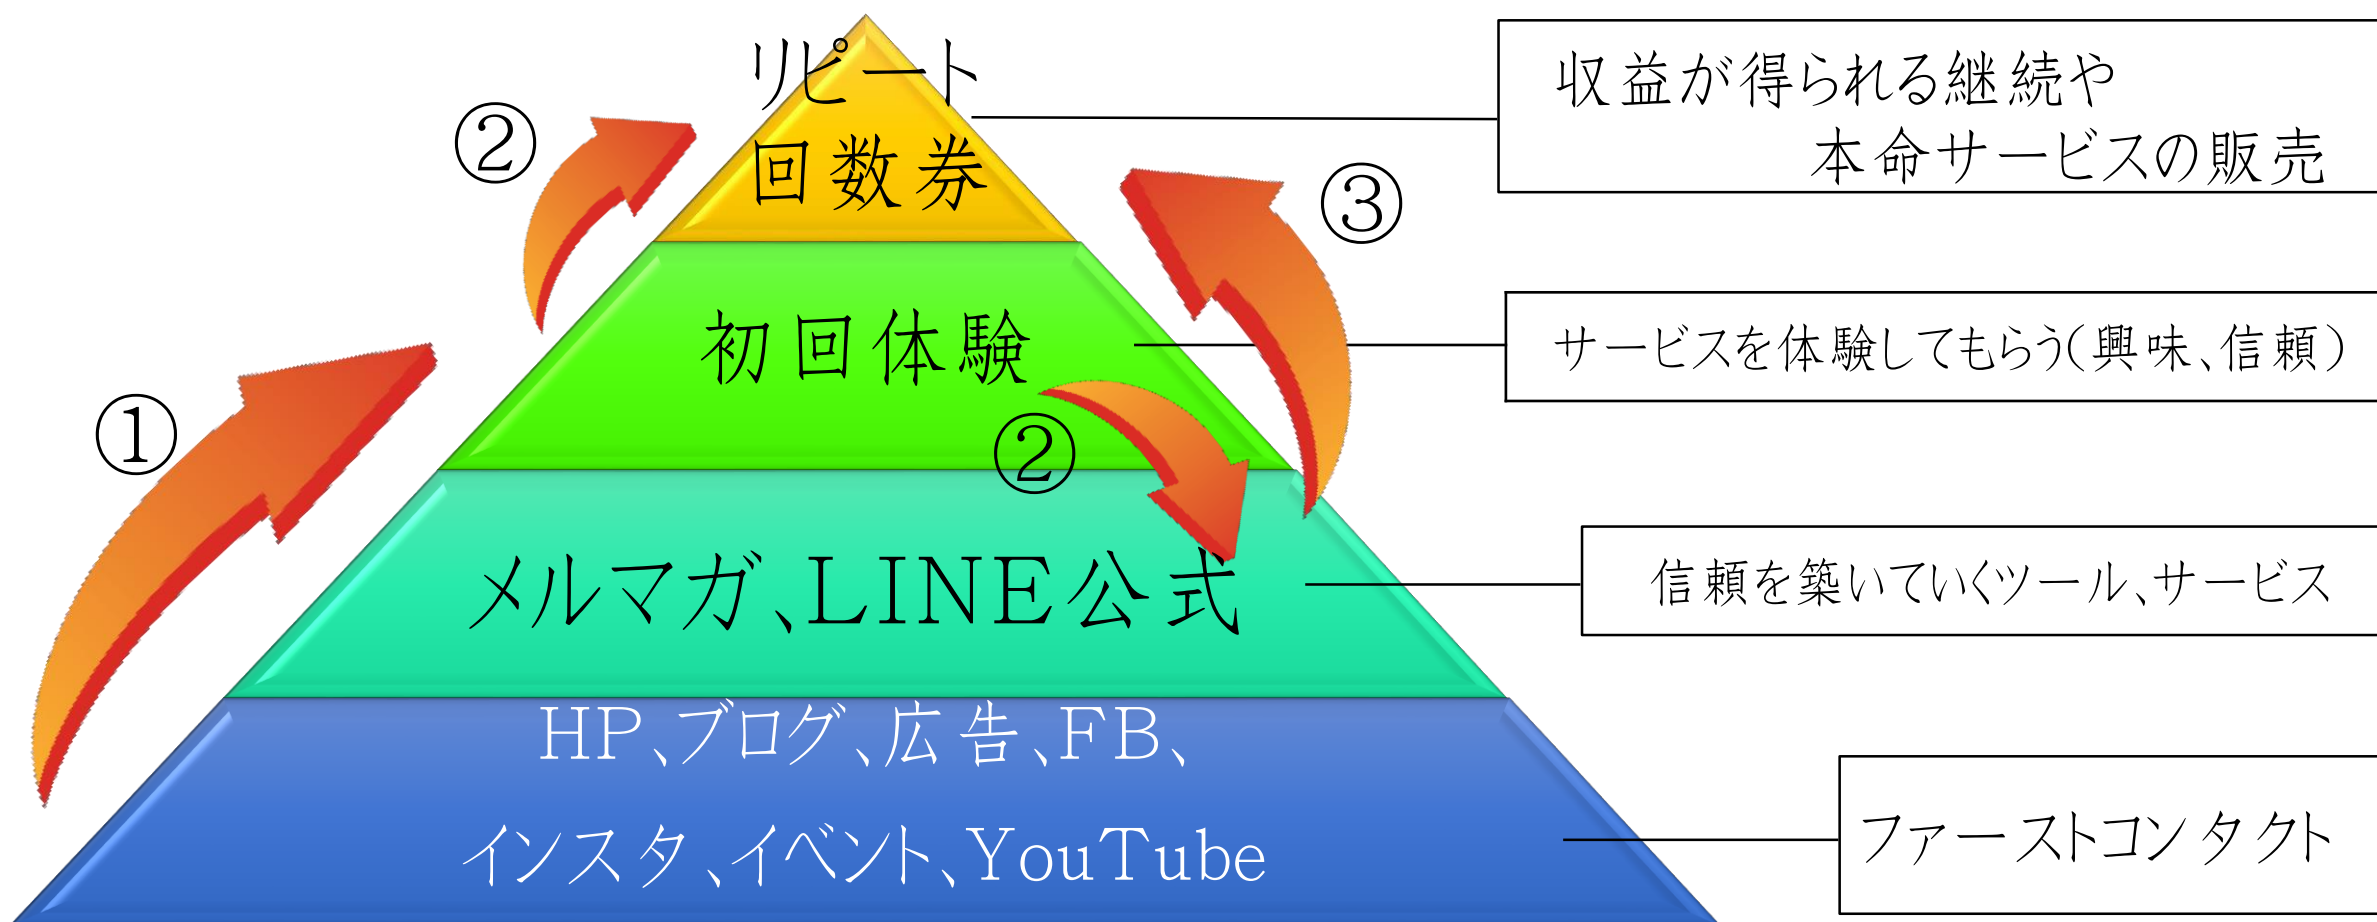 リピート
回数券
収益が得られる継続や
本命サービスの販売
②
③
初回体験
サービスを体験してもらう(興味、信頼)
①
②
メルマガ、LINE公式
信頼を築いていくツール、サービス
HP、ブログ、広告、FB、
インスタ、イベント、YouTube
ファーストコンタクト